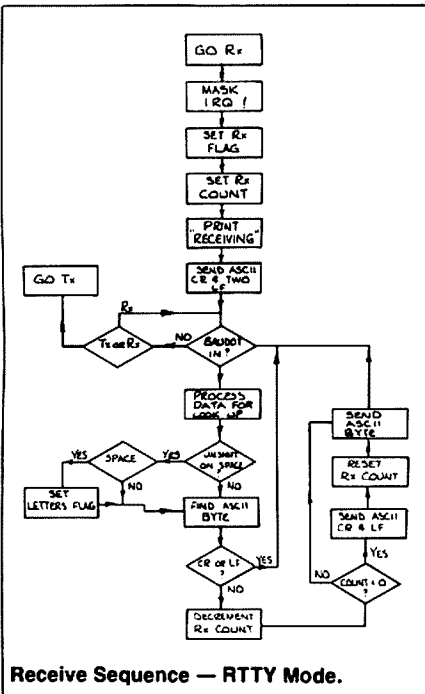 GO Rx
MASK
IRQ !
SET Rx
FLAG
SET Rx
COUNT
"PRINT
RECEIVING"
SEND ASCII
CR & TWO
LF
GO Tx
Rx
Tx OR Rx
NO
BAUDOT
IN?
PROCESS
DATA FOR
LOOK UP
SEND
ASCII
BYTE
RESET
Rx COUNT
SEND ASCII
CR & LF
YES
SPACE
YES
UNSHIFT
ON SPACE
?
NO
NO
SET
LETTERS FLAG
FIND ASCII
BYTE
CR OR LF
?
YES
NO
DECREMENT
Rx COUNT
YES
NO
COUNT = 0
?
Receive Sequence — RTTY Mode.